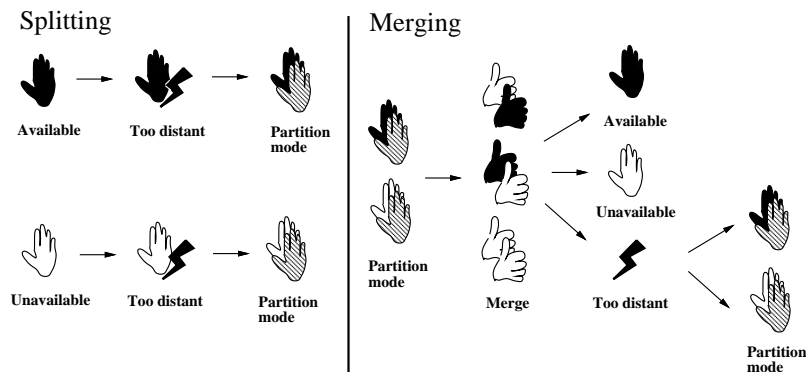 Splitting
Available
Too distant
Partition
mode
Unavailable
Too distant
Partition
mode
Merging
Partition
mode
Merge
Available
Unavailable
Too distant
Partition
mode